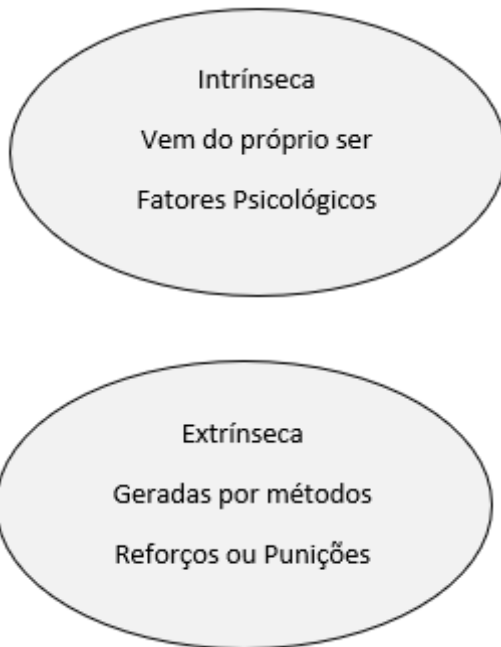 Intrínseca
Vem do próprio ser
Fatores Psicológicos
Extrínseca
Geradas por métodos
Reforços ou Punições